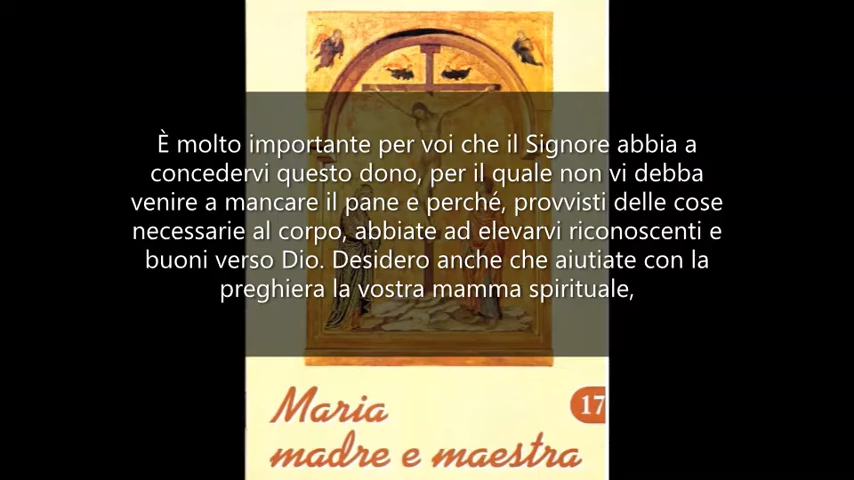 È molto importante per voi che il Signore abbia a
concedervi questo dono, per il quale non vi debba
venire a mancare il pane e perché, provvisti delle cose
necessarie al corpo, abbiate ad elevarvi riconoscenti e
buoni verso Dio. Desidero anche che aiutiate con la
preghiera la vostra mamma spirituale,
Maria
17
madre e maestra